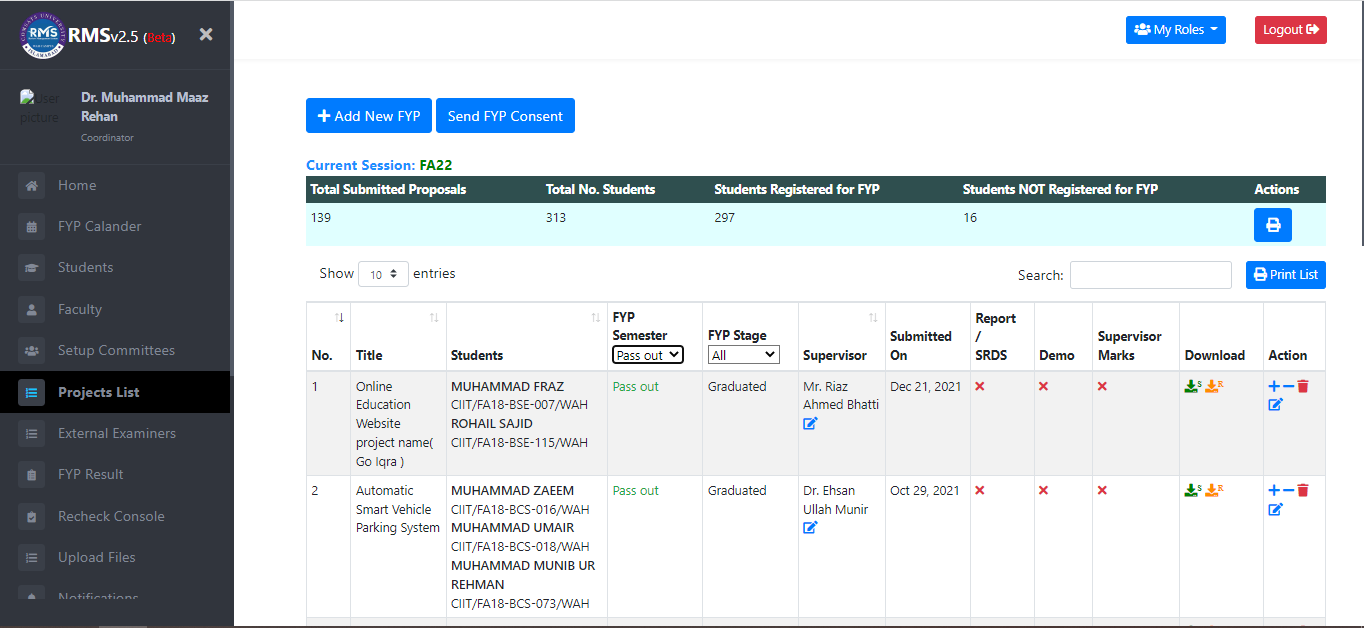 RMSv2.5 (Beta)
My Roles
Logout
User picture
Dr. Muhammad Maaz
Rehan
Coordinator
Home
FYP Calander
Students
Faculty
Setup Committees
Projects List
External Examiners
FYP Result
Recheck Console
Upload Files
Notifications
Add New FYP
Send FYP Consent
Current Session: FA22
Total Submitted Proposals Total No. Students Students Registered for FYP Students NOT Registered for FYP Actions
139 313 297 16
Show 10 entries
Search:
Print List
No. Title Students FYP Semester Pass out FYP Stage All Supervisor Submitted On Report / SRDS Demo Supervisor Marks Download Action
1
Online
Education
Website
project name(
Go Iqra )
MUHAMMAD FRAZ
CIIT/FA18-BSE-007/WAH
ROHAIL SAJID
CIIT/FA18-BSE-115/WAH
Pass out
Graduated
Mr. Riaz
Ahmed Bhatti
Dec 21, 2021
S R
2
Automatic
Smart Vehicle
Parking System
MUHAMMAD ZAEEM
CIIT/FA18-BCS-016/WAH
MUHAMMAD UMAIR
CIIT/FA18-BCS-018/WAH
MUHAMMAD MUNIB UR
REHMAN
CIIT/FA18-BCS-073/WAH
Pass out
Graduated
Dr. Ehsan
Ullah Munir
Oct 29, 2021
S R